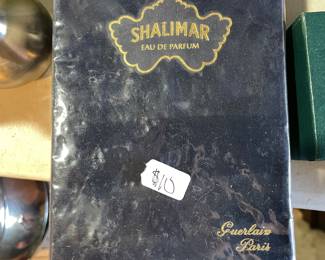 SHALIMAR
EAU DE PARFUM
$10
Guerlain
Paris